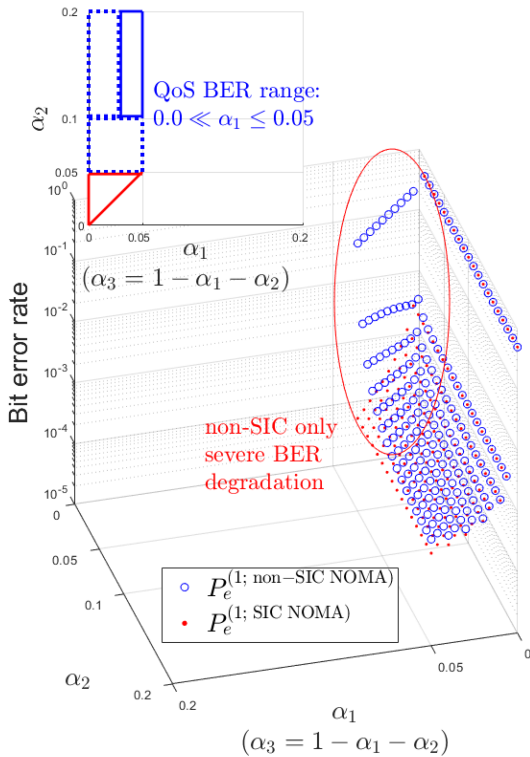 0.2
QoS BER range:
0.0 ≪ α₁ ≤ 0.05
α₂
0.1
0.05
0
0 0.05 0.2
α₁
(α₃ = 1 − α₁ − α₂)
10⁰
10⁻¹
10⁻²
10⁻³
10⁻⁴
10⁻⁵
Bit error rate
non-SIC only
severe BER
degradation
0
0.05
0.1
0.2
α₂
Pₑ^(1; non−SIC NOMA)
Pₑ^(1; SIC NOMA)
0.2
0.05
0
α₁
(α₃ = 1 − α₁ − α₂)